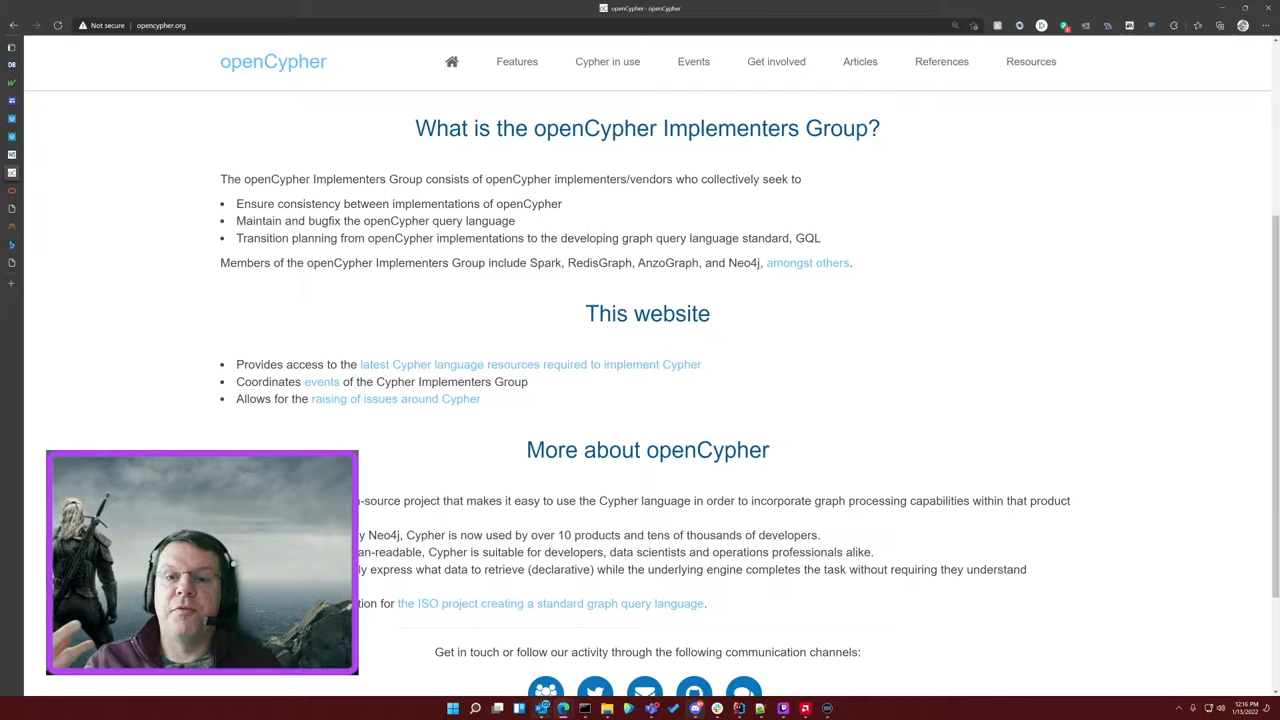 openCypher - openCypher
Not secure | opencypher.org
openCypher
Features
Cypher in use
Events
Get involved
Articles
References
Resources
What is the openCypher Implementers Group?
The openCypher Implementers Group consists of openCypher implementers/vendors who collectively seek to
• Ensure consistency between implementations of openCypher
• Maintain and bugfix the openCypher query language
• Transition planning from openCypher implementations to the developing graph query language standard, GQL
Members of the openCypher Implementers Group include Spark, RedisGraph, AnzoGraph, and Neo4j, amongst others.
This website
• Provides access to the latest Cypher language resources required to implement Cypher
• Coordinates events of the Cypher Implementers Group
• Allows for the raising of issues around Cypher
More about openCypher
-source project that makes it easy to use the Cypher language in order to incorporate graph processing capabilities within that product
y Neo4j, Cypher is now used by over 10 products and tens of thousands of developers.
an-readable, Cypher is suitable for developers, data scientists and operations professionals alike.
ly express what data to retrieve (declarative) while the underlying engine completes the task without requiring they understand
tion for the ISO project creating a standard graph query language.
Get in touch or follow our activity through the following communication channels:
12:16 PM
1/13/2022